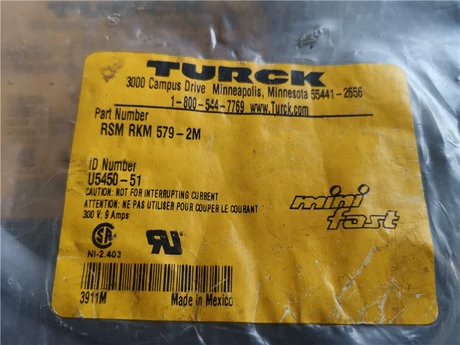 TURCK
3000 Campus Drive Minneapolis, Minnesota 55441-2656
1-800-544-7769 www.Turck.com
Part Number
RSM RKM 579-2M
ID Number
U5450-51
CAUTION: NOT FOR INTERRUPTING CURRENT
ATTENTION: NE PAS UTILISER POUR COUPER LE COURANT
300 V: 9 Amps
mini
fast
NI-2.403
3911M
Made in Mexico